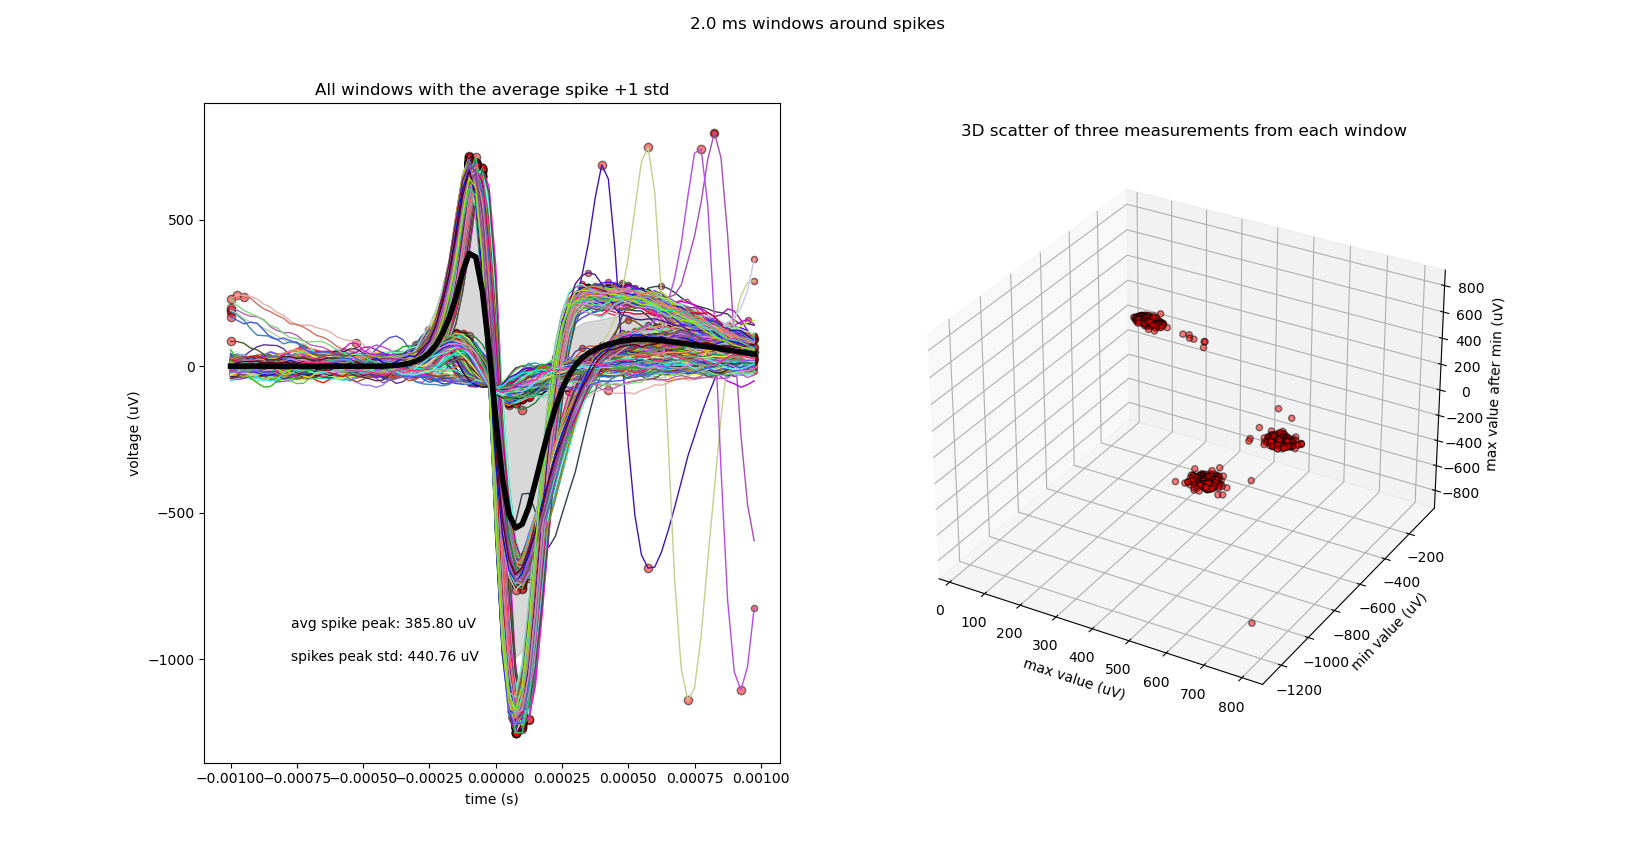 2.0 ms windows around spikes
All windows with the average spike +1 std
500
0
−500
−1000
voltage (uV)
avg spike peak: 385.80 uV
spikes peak std: 440.76 uV
−0.00100 −0.00075 −0.00050 −0.00025 0.00000 0.00025 0.00050 0.00075 0.00100
time (s)
3D scatter of three measurements from each window
800
600
400
200
0
−200
−400
−600
−800
max value after min (uV)
0 100 200 300 400 500 600 700 800
max value (uV)
−200
−400
−600
−800
−1000
−1200
min value (uV)